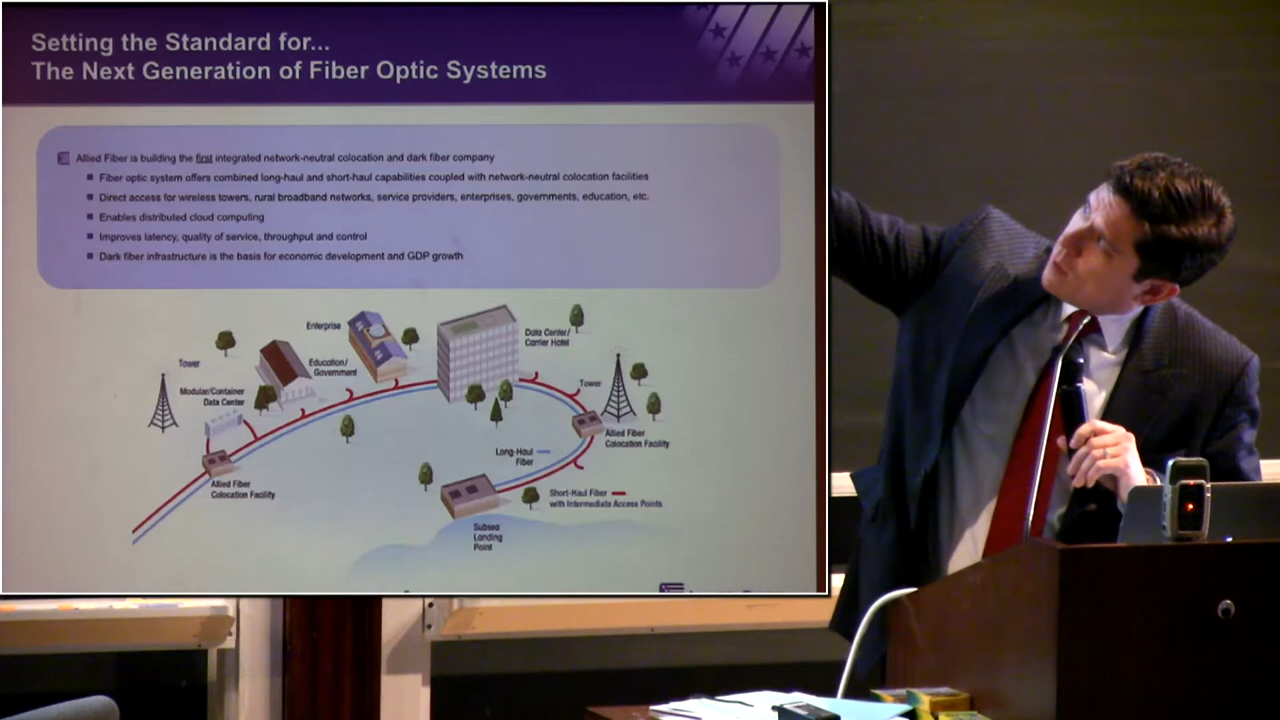 Setting the Standard for...
The Next Generation of Fiber Optic Systems
Allied Fiber is building the first integrated network-neutral colocation and dark fiber company
Fiber optic system offers combined long-haul and short-haul capabilities coupled with network-neutral colocation facilities
Direct access for wireless towers, rural broadband networks, service providers, enterprises, governments, education, etc.
Enables distributed cloud computing
Improves latency, quality of service, throughput and control
Dark fiber infrastructure is the basis for economic development and GDP growth
Enterprise
Data Center/
Carrier Hotel
Tower
Education/
Government
Modular/Container
Data Center
Tower
Allied Fiber
Colocation Facility
Long-Haul
Fiber
Allied Fiber
Colocation Facility
Short-Haul Fiber
with Intermediate Access Points
Subsea
Landing
Point